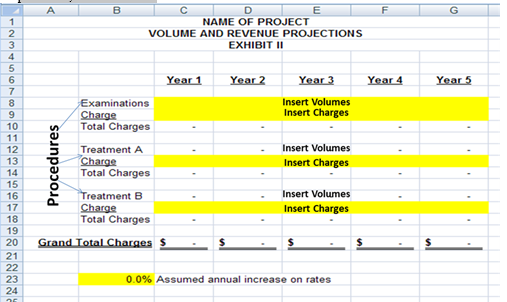 A B C D E F G
1 NAME OF PROJECT
2 VOLUME AND REVENUE PROJECTIONS
3 EXHIBIT II
4
5
6 Year 1 Year 2 Year 3 Year 4 Year 5
7
8 Examinations Insert Volumes
9 Charge Insert Charges
10 Total Charges - - - - -
11
12 Treatment A Insert Volumes
13 Charge Insert Charges
14 Total Charges - - - - -
15
16 Treatment B Insert Volumes
17 Charge Insert Charges
18 Total Charges - - - - -
19
20 Grand Total Charges $ - $ - $ - $ - $ -
21
22
23 0.0% Assumed annual increase on rates
24
Procedures